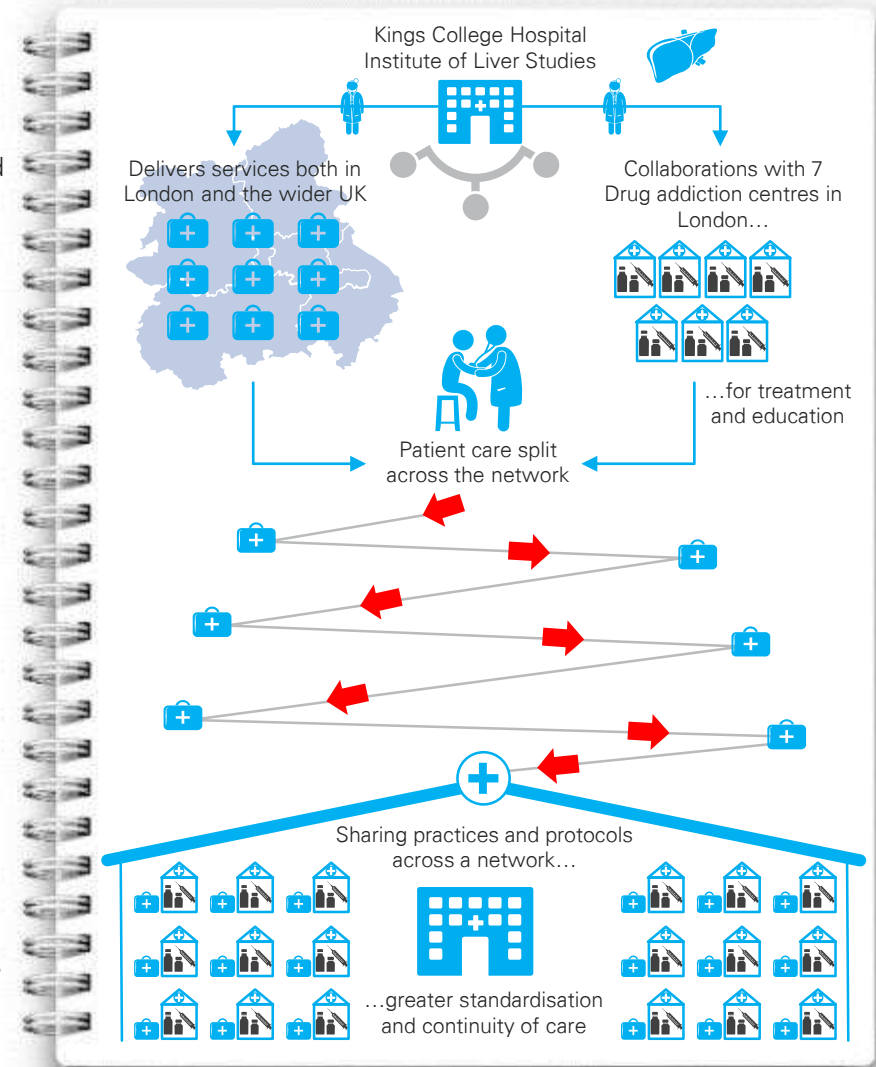 Kings College Hospital
Institute of Liver Studies
Delivers services both in
London and the wider UK
Collaborations with 7
Drug addiction centres in
London…
…for treatment
and education
Patient care split
across the network
Sharing practices and protocols
across a network…
…greater standardisation
and continuity of care